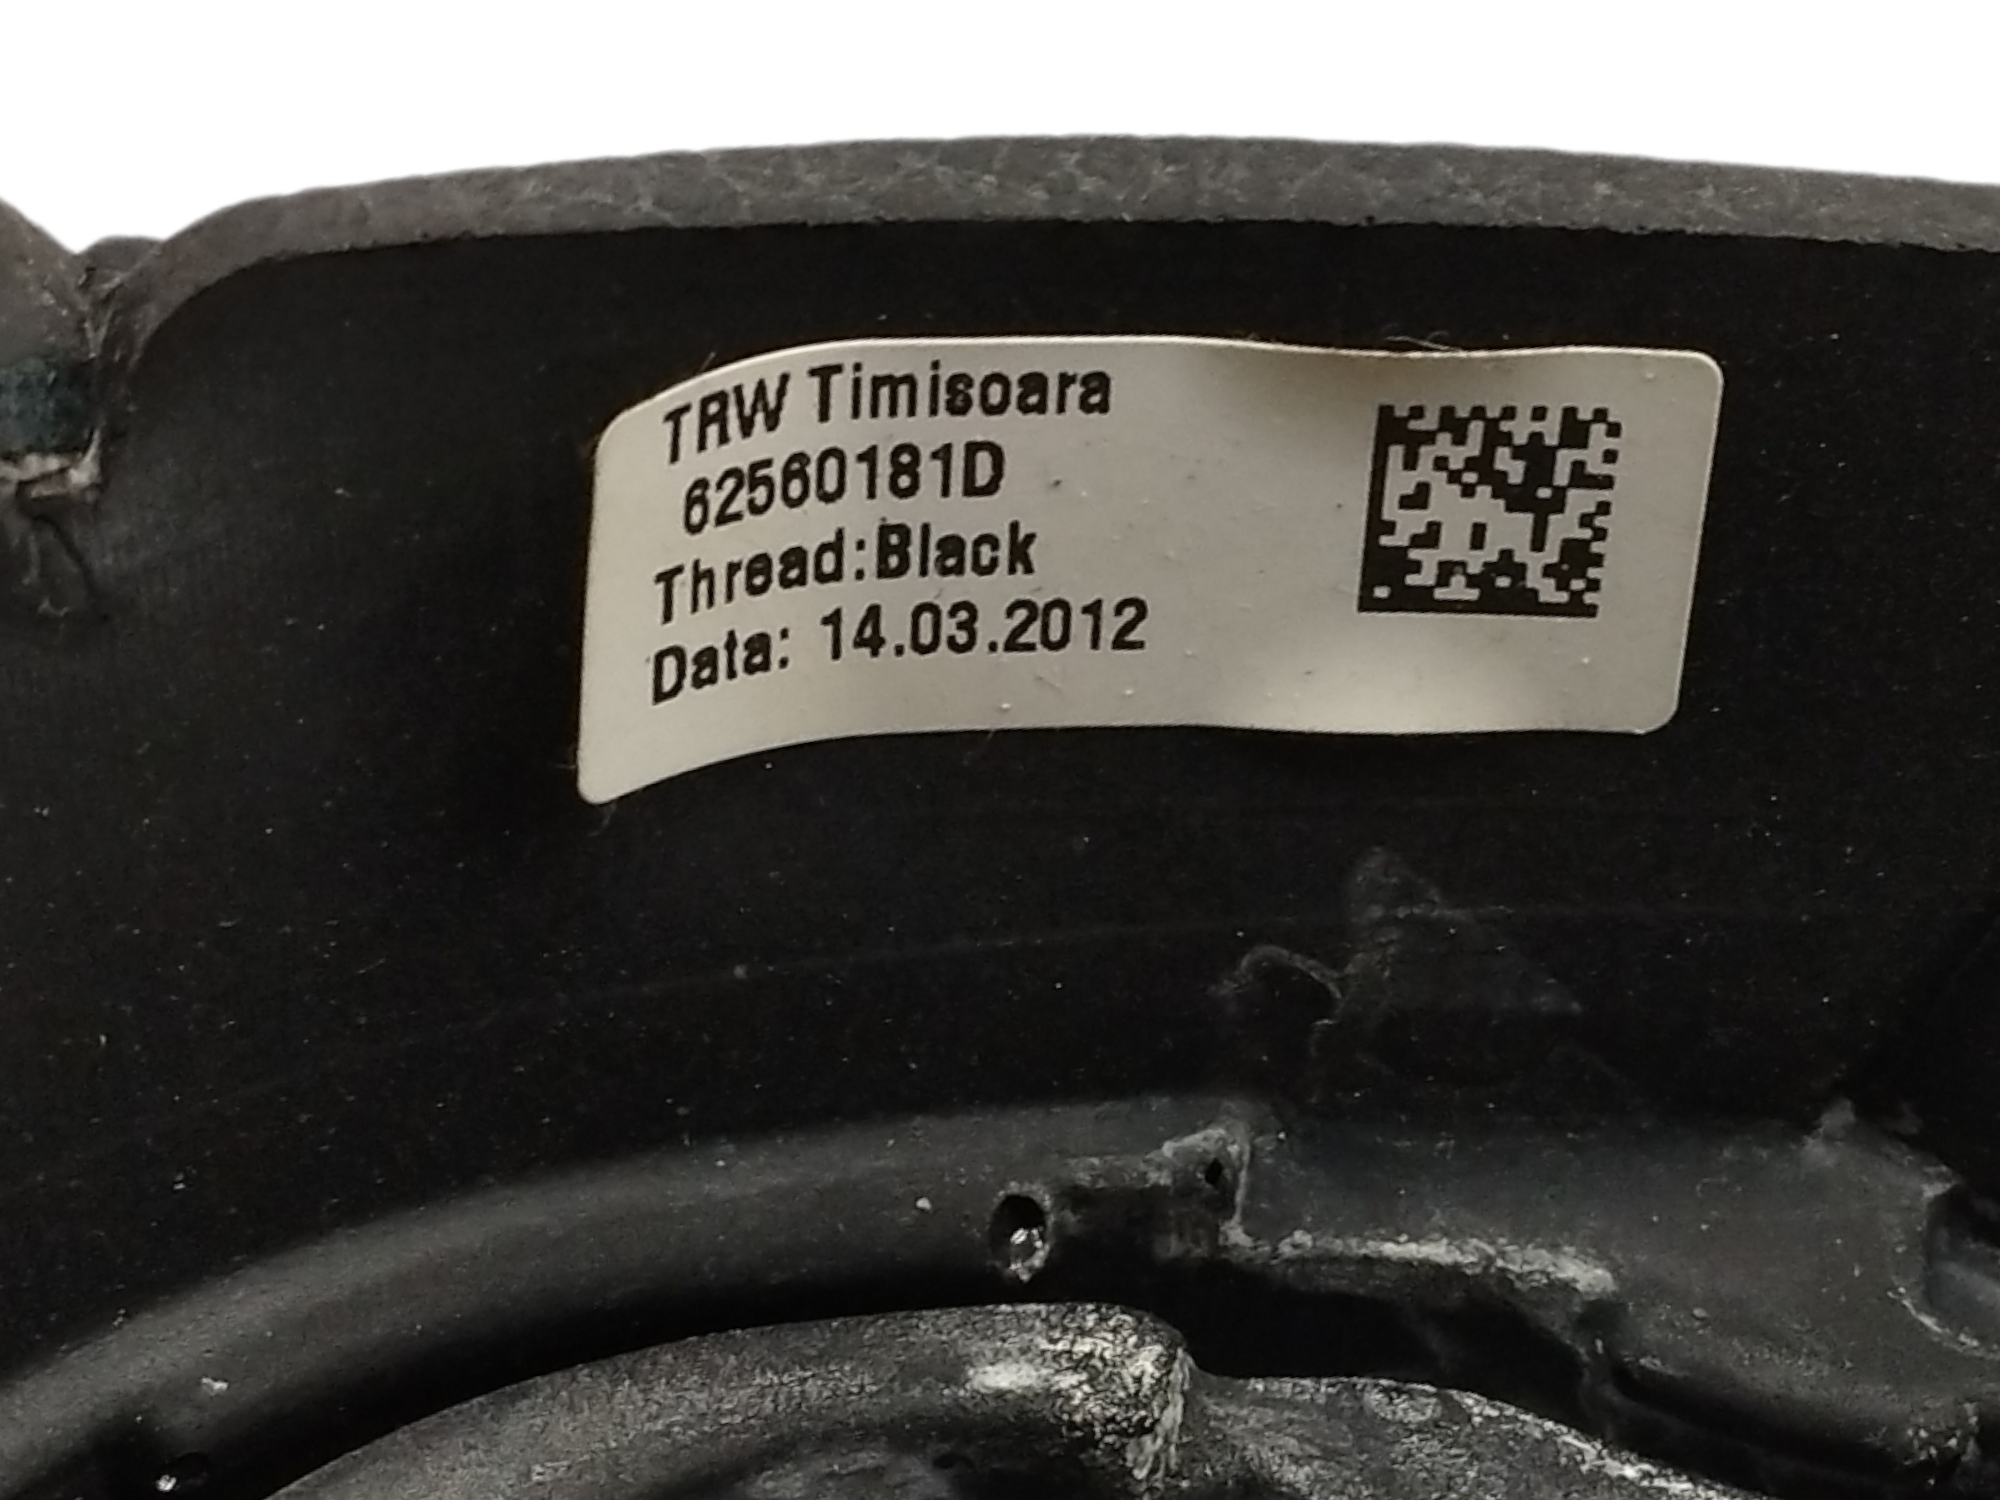 TRW Timisoara
62560181D
Thread:Black
Data: 14.03.2012